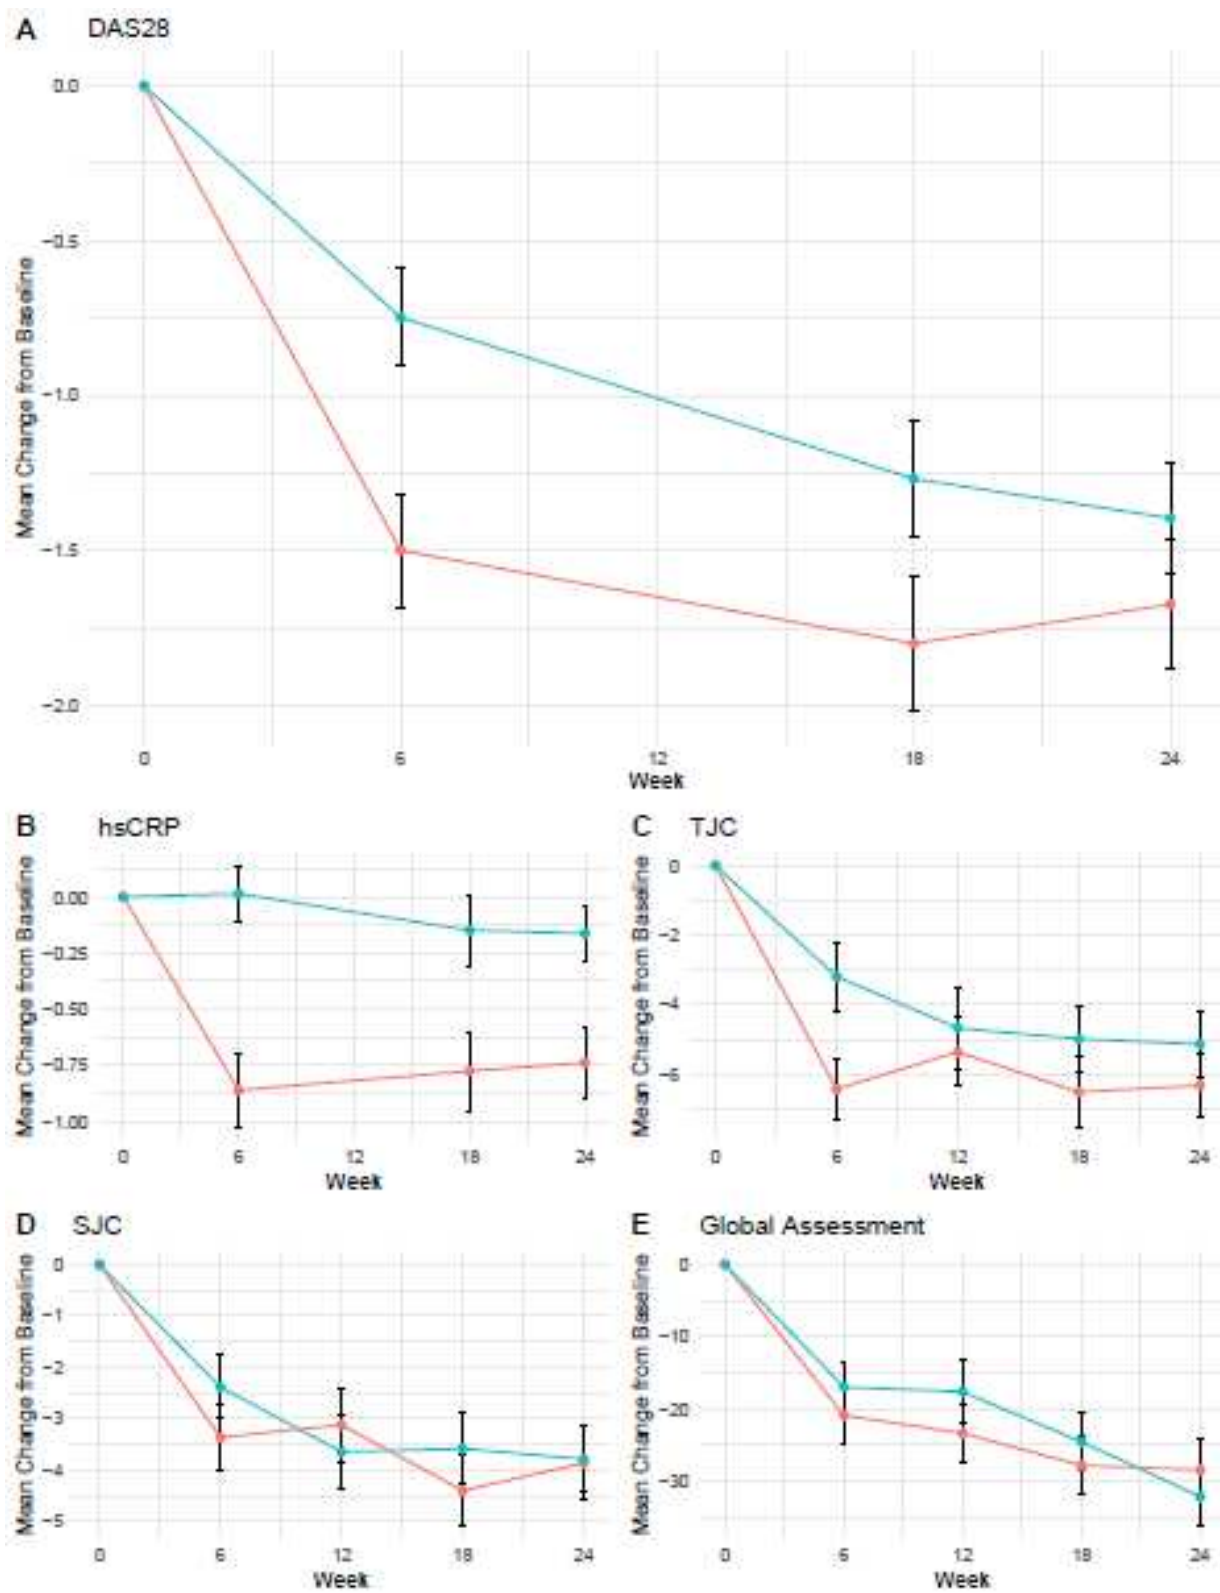 A DAS28
0.0
−0.5
−1.0
−1.5
−2.0
Mean Change from Baseline
0 6 12 18 24
Week
B hsCRP
0.00
−0.25
−0.50
−0.75
−1.00
Mean Change from Baseline
0 6 12 18 24
Week
C TJC
0
−2
−4
−6
Mean Change from Baseline
0 6 12 18 24
Week
D SJC
0
−1
−2
−3
−4
−5
Mean Change from Baseline
0 6 12 18 24
Week
E Global Assessment
0
−10
−20
−30
Mean Change from Baseline
0 6 12 18 24
Week